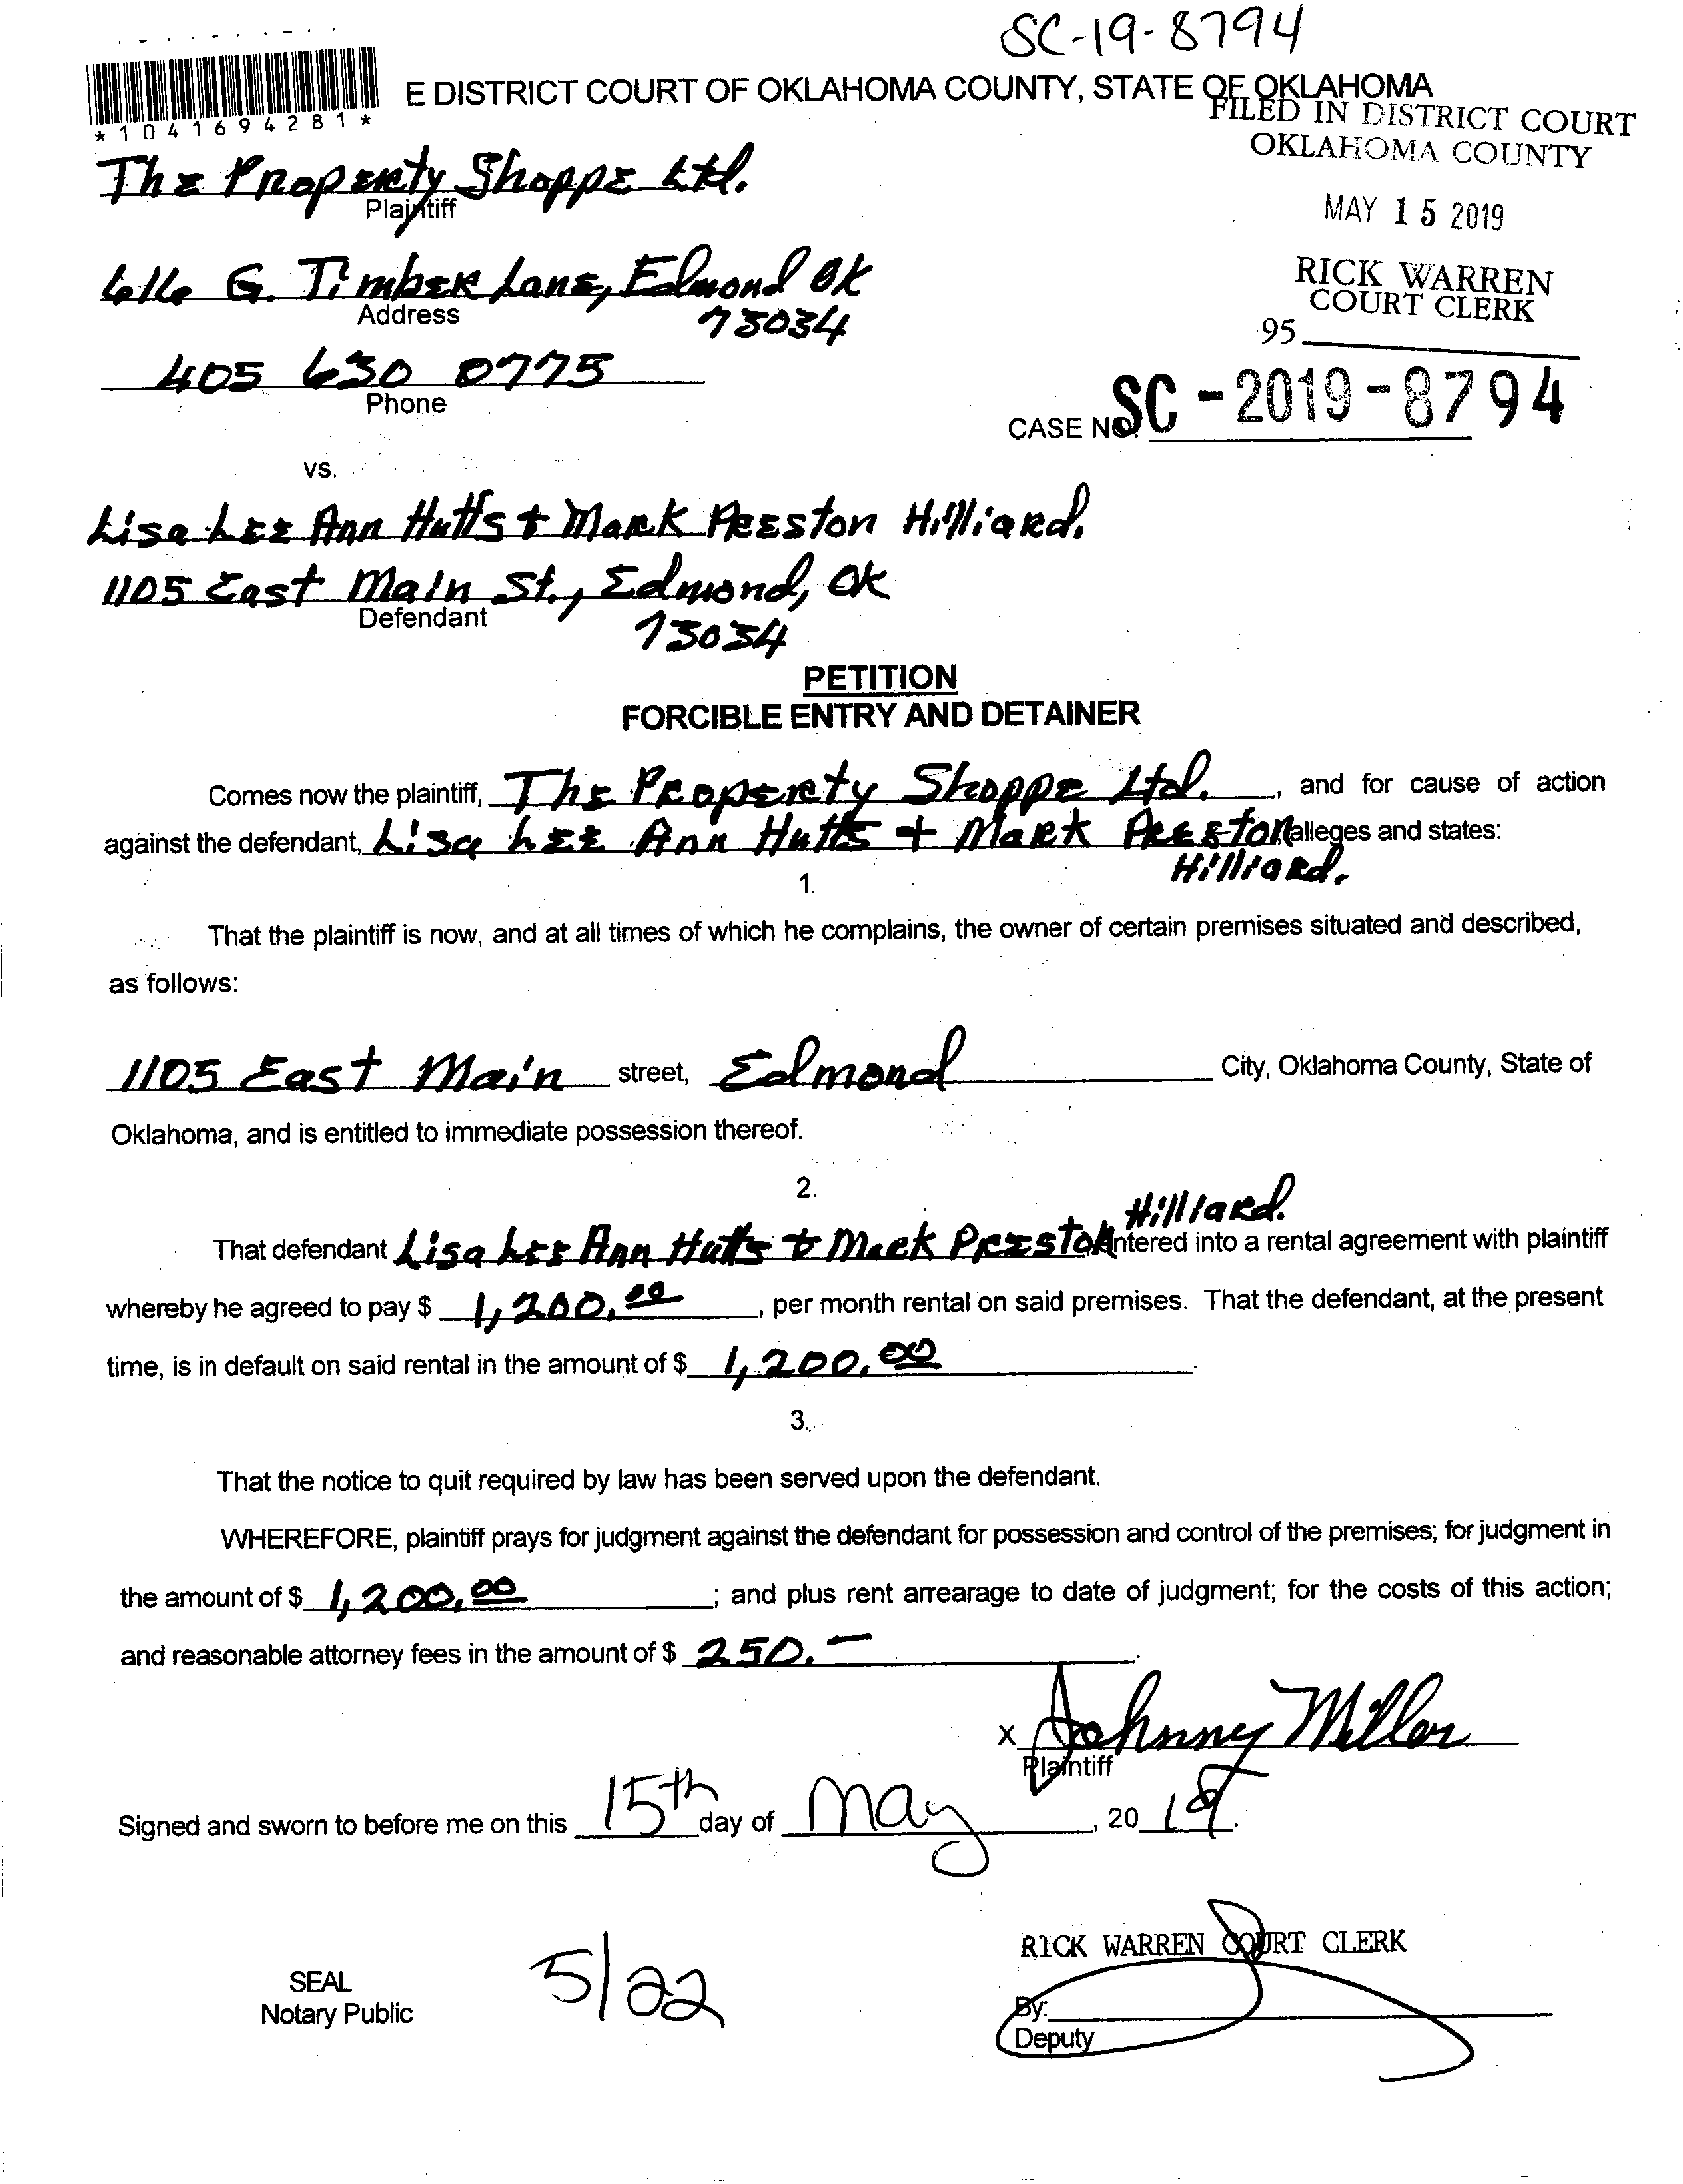 SC-19-8794
E DISTRICT COURT OF OKLAHOMA COUNTY, STATE OF OKLAHOMA
*1041694281*
FILED IN DISTRICT COURT
OKLAHOMA COUNTY
The Property Shoppe Ltd.
Plaintiff
MAY 15 2019
616 G. Timber Lane, Edmond OK
73034
Address
RICK WARREN
COURT CLERK
95
405 630 0775
Phone
CASE NO. SC-2019-8794
vs.
Lisa Lee Ann Hutts + Mark Preston Hilliard.
1105 East Main St., Edmond, OK
73034
Defendant
PETITION
FORCIBLE ENTRY AND DETAINER
Comes now the plaintiff, The Property Shoppe Ltd. , and for cause of action
against the defendant, Lisa Lee Ann Hutts + Mark Preston alleges and states:
Hilliard.
1.
That the plaintiff is now, and at all times of which he complains, the owner of certain premises situated and described,
as follows:
1105 East Main street, Edmond City, Oklahoma County, State of
Oklahoma, and is entitled to immediate possession thereof.
2.
Hilliard.
That defendant Lisa Lee Ann Hutts + Mark Preston entered into a rental agreement with plaintiff
whereby he agreed to pay $ 1,200.00 , per month rental on said premises. That the defendant, at the present
time, is in default on said rental in the amount of $ 1,200.00 .
3.
That the notice to quit required by law has been served upon the defendant.
WHEREFORE, plaintiff prays for judgment against the defendant for possession and control of the premises; for judgment in
the amount of $ 1,200.00 ; and plus rent arrearage to date of judgment; for the costs of this action;
and reasonable attorney fees in the amount of $ 250.— .
x Johnny Miller
Plaintiff
Signed and sworn to before me on this 15th day of May , 20 19.
RICK WARREN COURT CLERK
SEAL
Notary Public
5/22
By:
Deputy